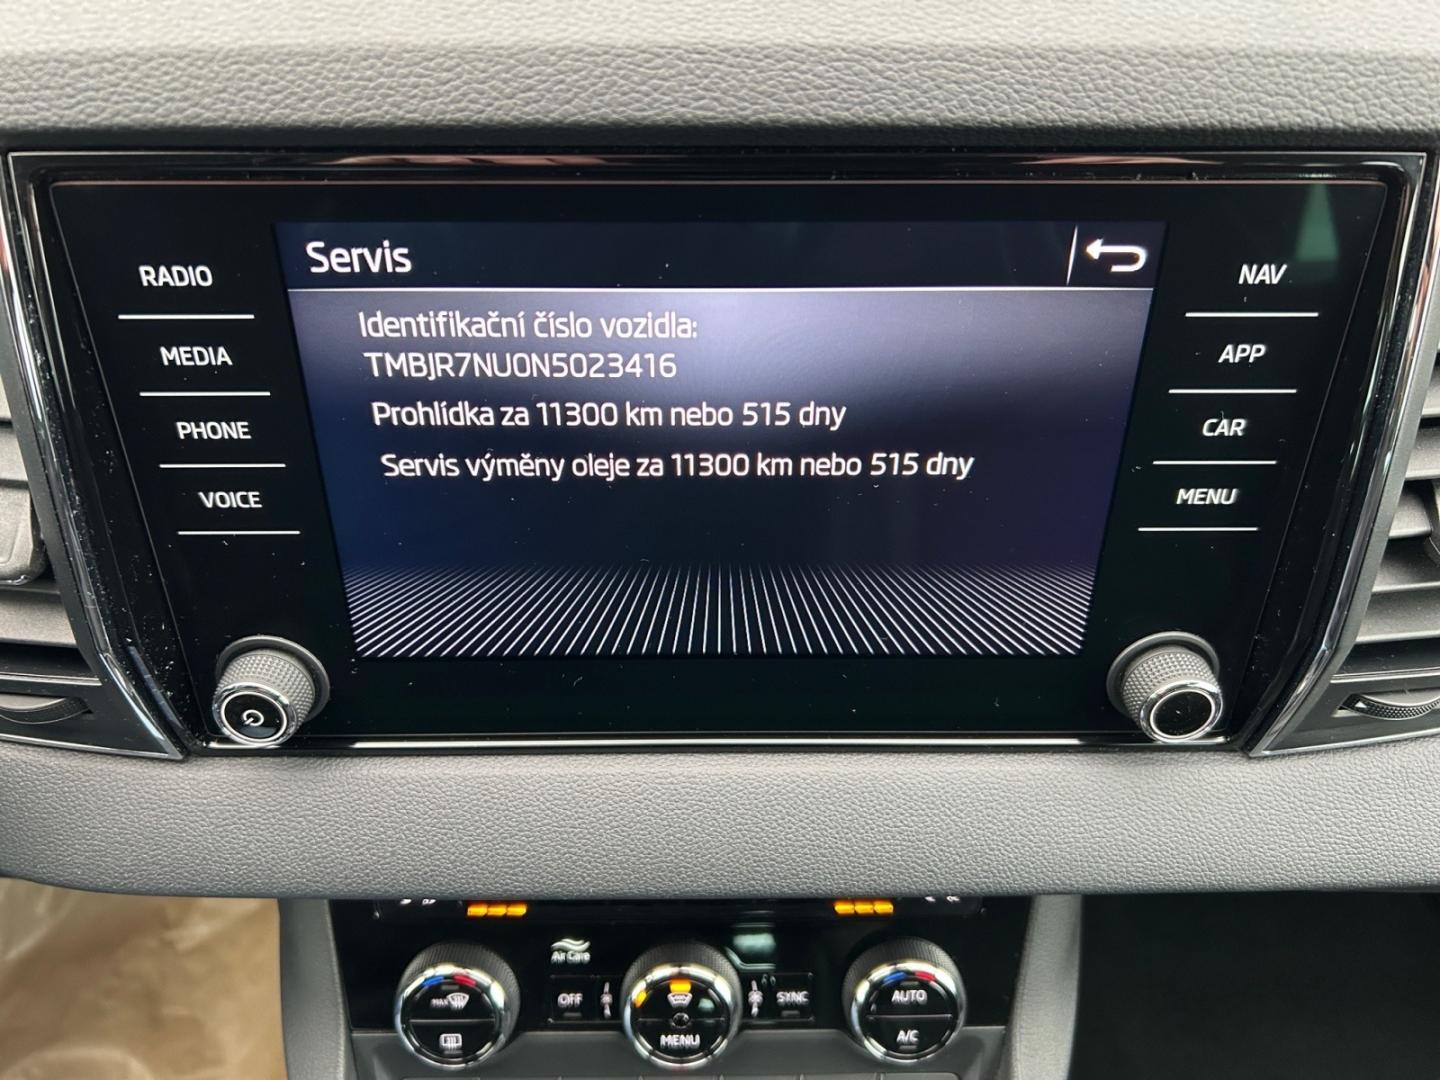 Servis
RADIO
MEDIA
PHONE
VOICE
Identifikační číslo vozidla:
TMBJR7NU0N5023416
Prohlídka za 11300 km nebo 515 dny
Servis výměny oleje za 11300 km nebo 515 dny
NAV
APP
CAR
MENU
Air Care
MAX
OFF
MENU
SYNC
AUTO
A/C